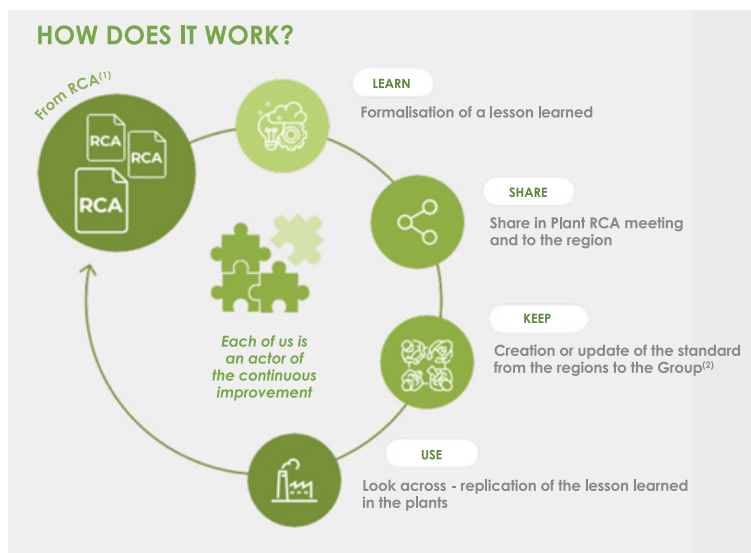 HOW DOES IT WORK?
From RCA(1)
RCA
RCA
RCA
LEARN
Formalisation of a lesson learned
SHARE
Share in Plant RCA meeting
and to the region
KEEP
Creation or update of the standard
from the regions to the Group(2)
Each of us is
an actor of
the continuous
improvement
USE
Look across - replication of the lesson learned
in the plants